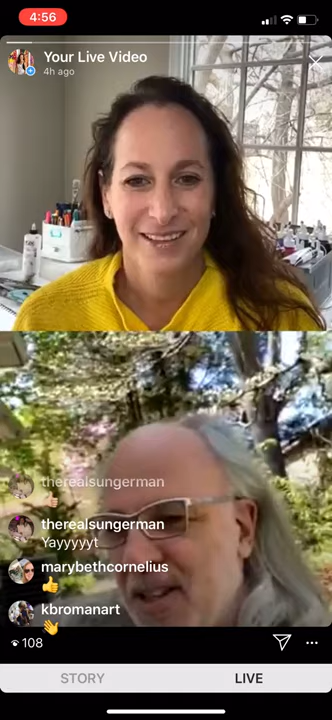 4:56
Your Live Video
4h ago
therealsungerman
therealsungerman
Yayyyyyt
marybethcornelius
kbromanart
108
STORY
LIVE